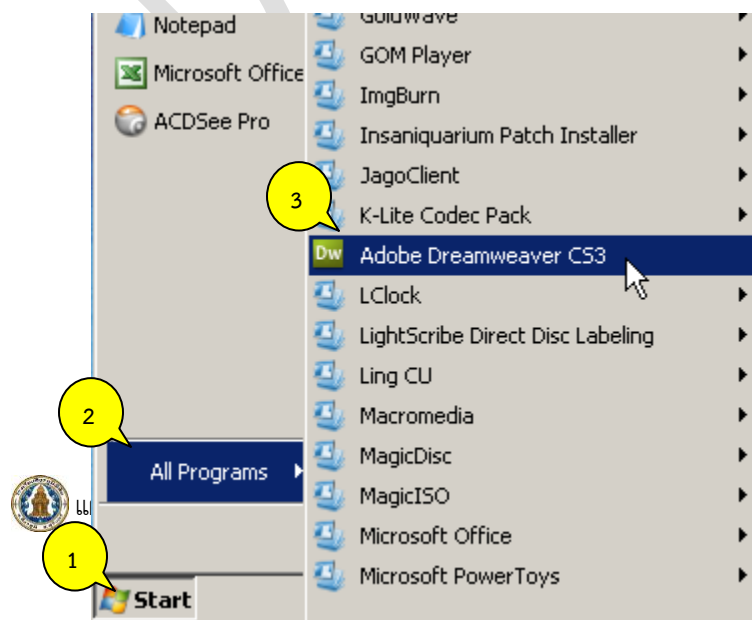 Notepad
Microsoft Office
ACDSee Pro
GoldWave
GOM Player
ImgBurn
Insaniquarium Patch Installer
JagoClient
3
K-Lite Codec Pack
Dw Adobe Dreamweaver CS3
LClock
LightScribe Direct Disc Labeling
Ling CU
Macromedia
MagicDisc
MagicISO
Microsoft Office
Microsoft PowerToys
2
All Programs
1
Start